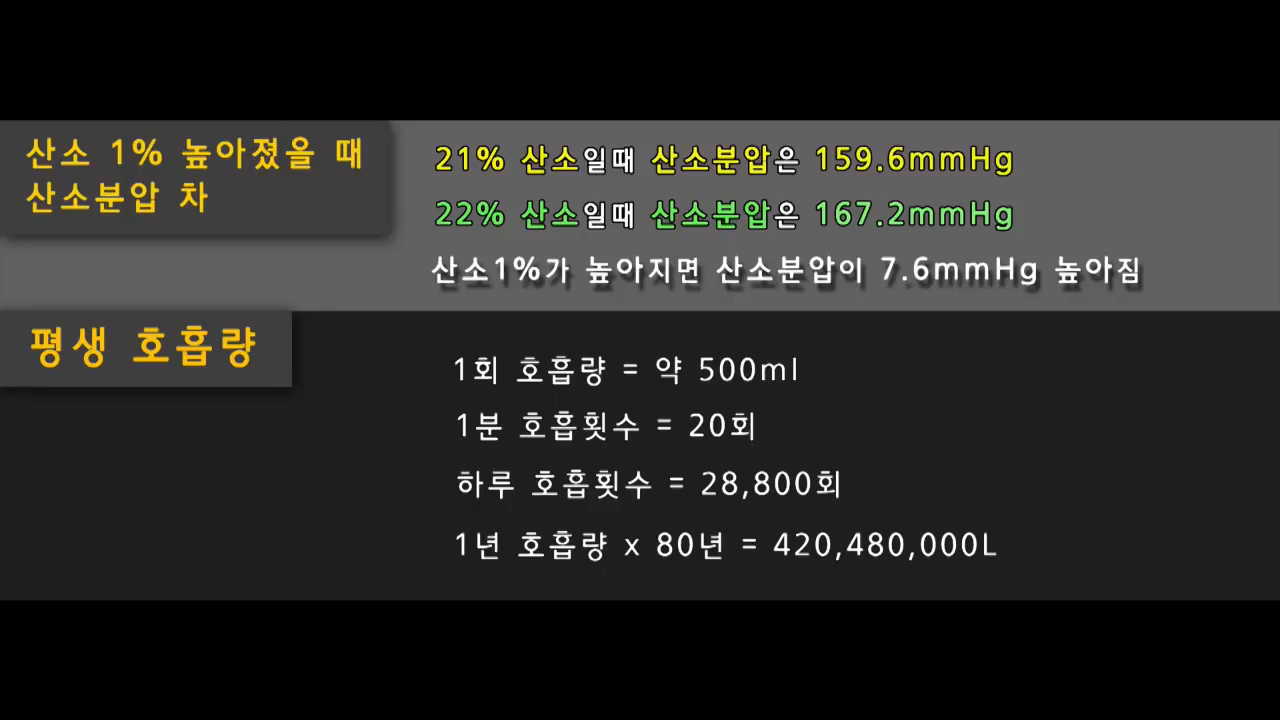 산소 1% 높아졌을 때
산소분압 차
21% 산소일때 산소분압은 159.6mmHg
22% 산소일때 산소분압은 167.2mmHg
산소1%가 높아지면 산소분압이 7.6mmHg 높아짐
평생 호흡량
1회 호흡량 = 약 500ml
1분 호흡횟수 = 20회
하루 호흡횟수 = 28,800회
1년 호흡량 x 80년 = 420,480,000L